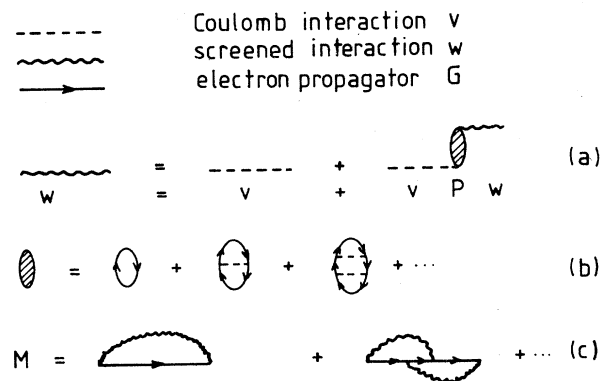 Coulomb interaction v
screened interaction w
electron propagator G
= + (a)
w = v + v P w
= + + + ··· (b)
M = + + ··· (c)